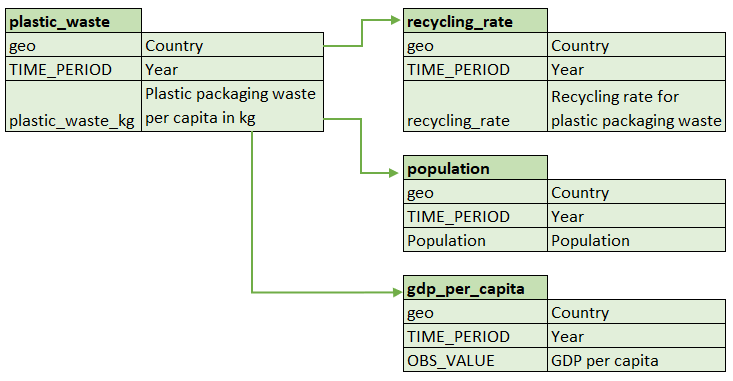 plastic_waste
geo Country
TIME_PERIOD Year
plastic_waste_kg Plastic packaging waste
per capita in kg
recycling_rate
geo Country
TIME_PERIOD Year
recycling_rate Recycling rate for
plastic packaging waste
population
geo Country
TIME_PERIOD Year
Population Population
gdp_per_capita
geo Country
TIME_PERIOD Year
OBS_VALUE GDP per capita